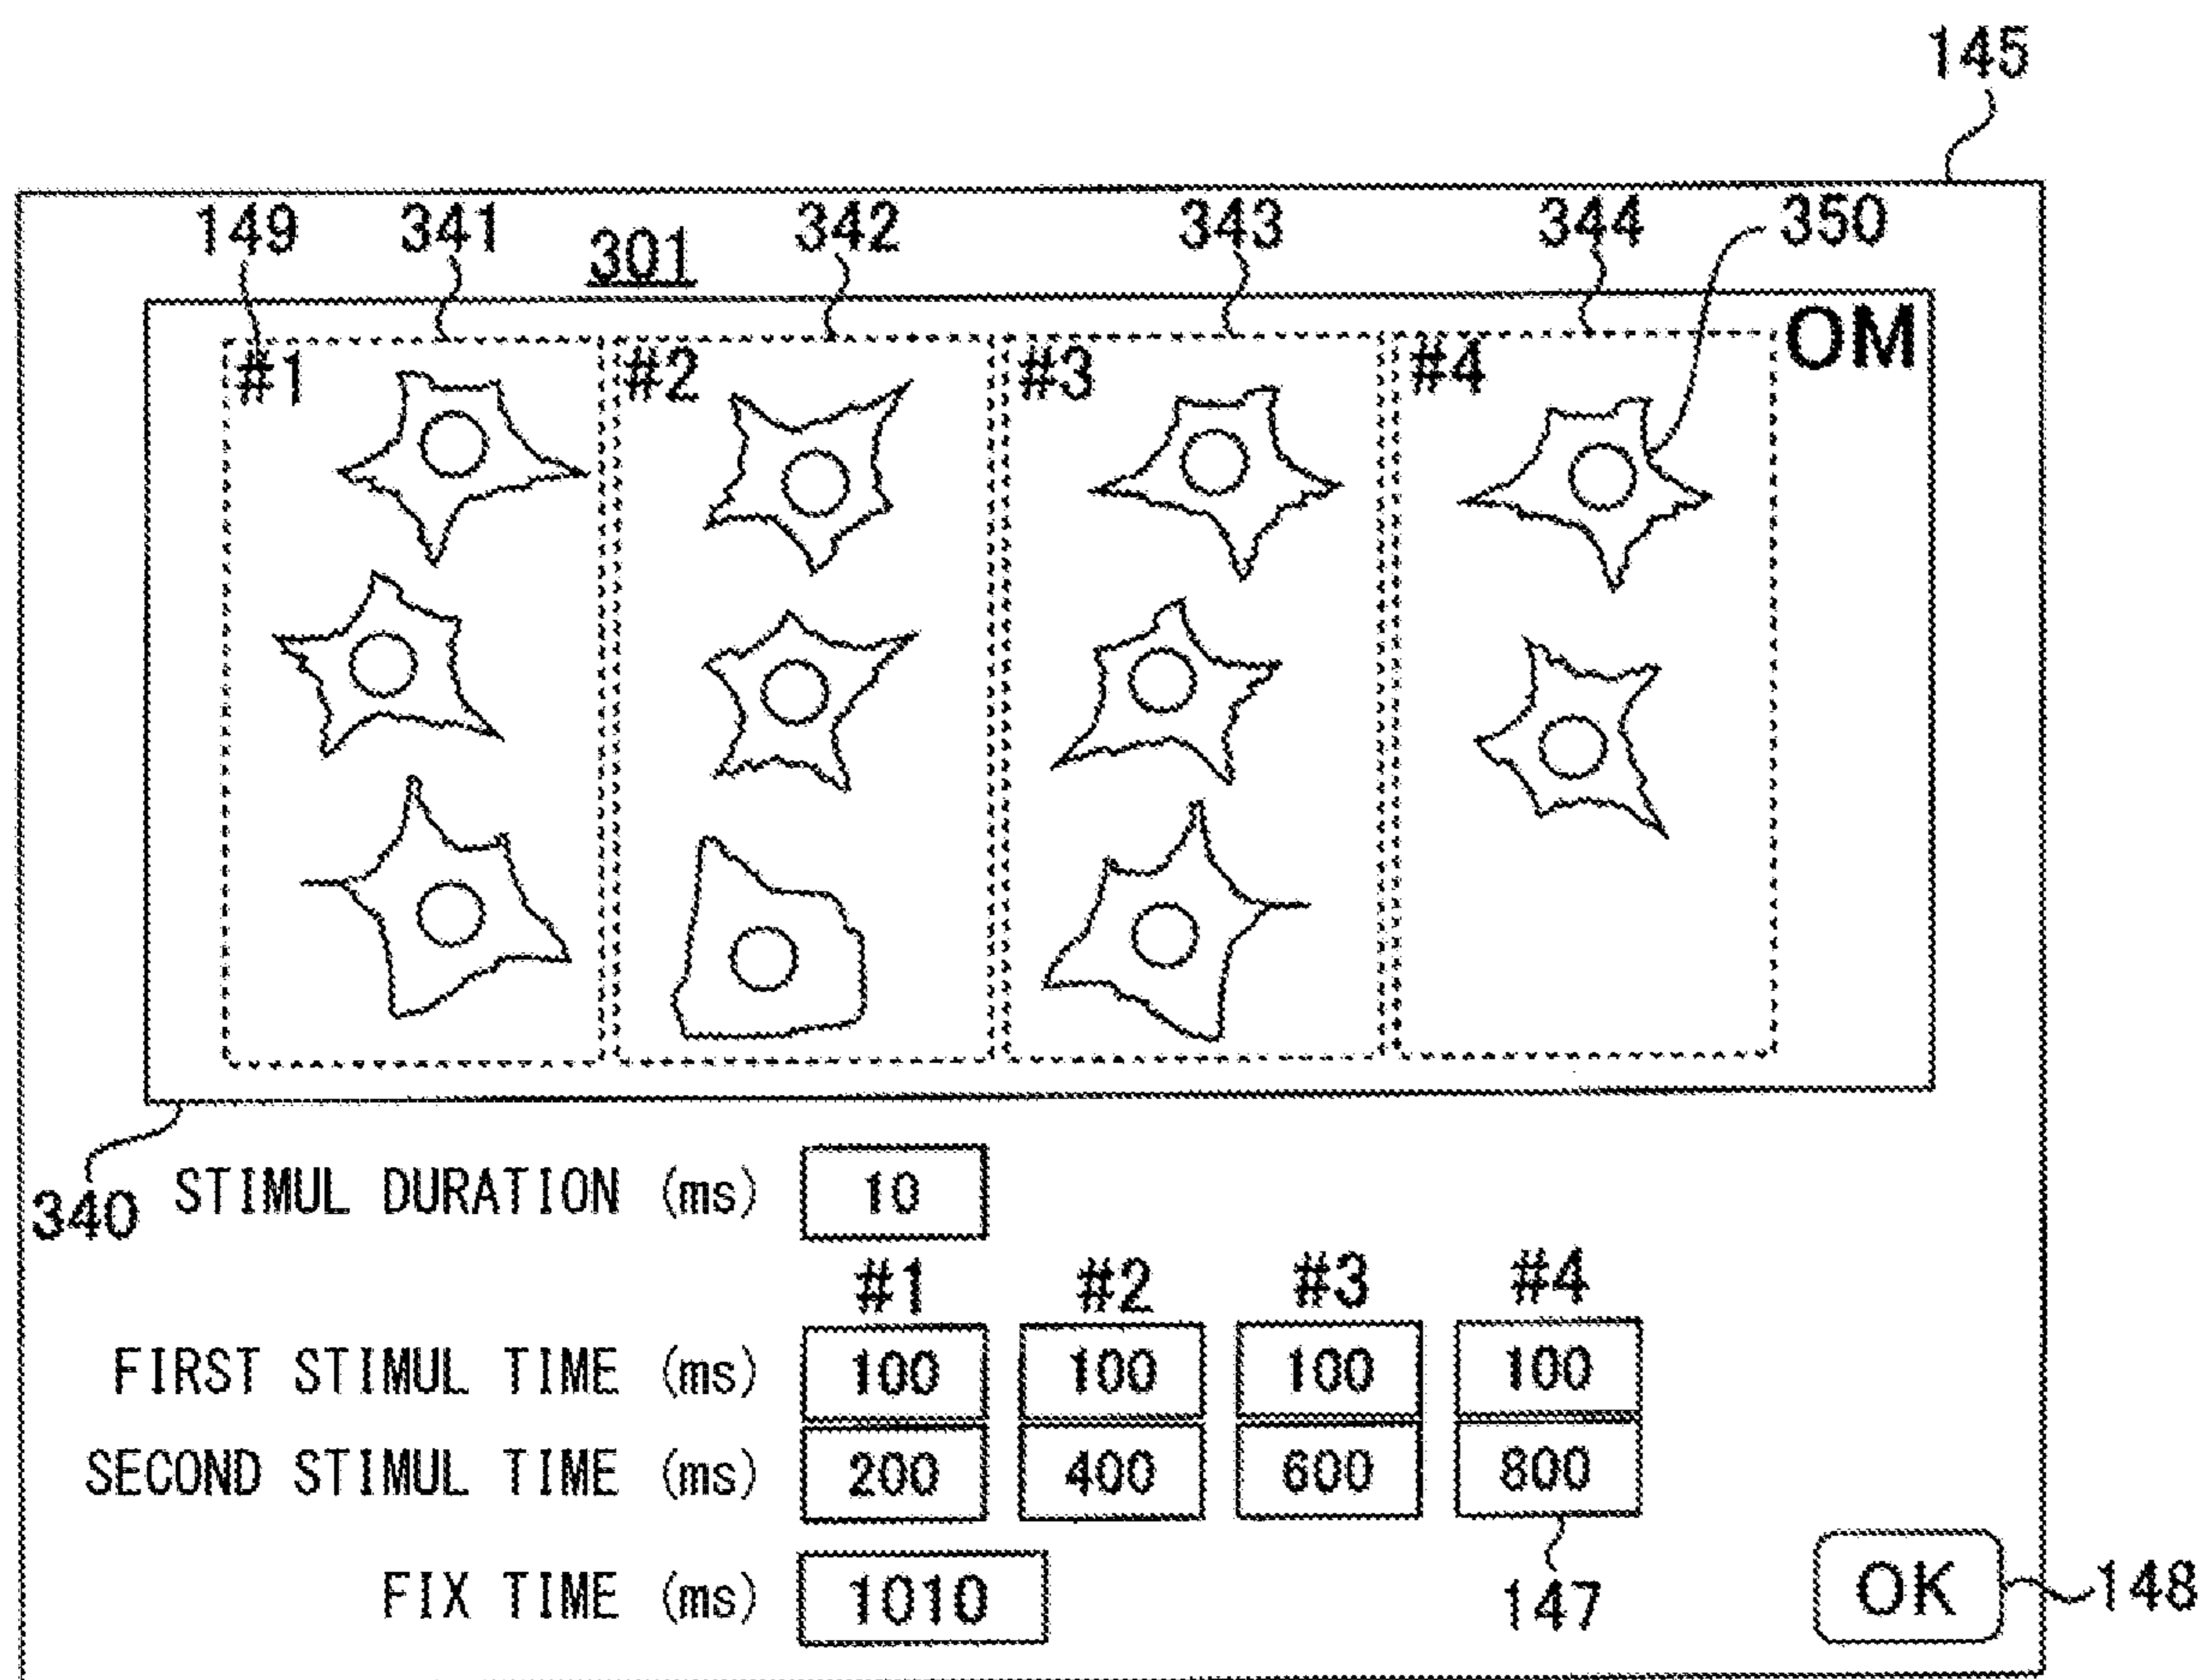 145
149 341 301 342 343 344 350
#1 #2 #3 #4 OM
340
STIMUL DURATION (ms) 10
#1 #2 #3 #4
FIRST STIMUL TIME (ms) 100 100 100 100
SECOND STIMUL TIME (ms) 200 400 600 800
147
FIX TIME (ms) 1010
OK 148